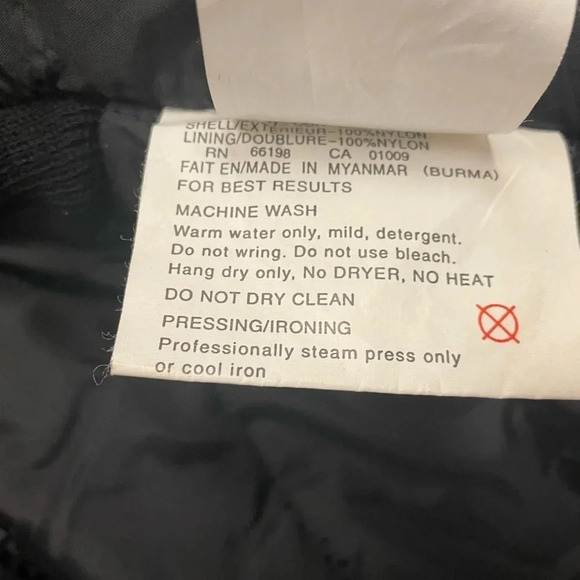 SHELL/EXTERIEUR-100%NYLON
LINING/DOUBLURE-100%NYLON
RN 66198 CA 01009
FAIT EN/MADE IN MYANMAR (BURMA)
FOR BEST RESULTS
MACHINE WASH
Warm water only, mild, detergent.
Do not wring. Do not use bleach.
Hang dry only, No DRYER, NO HEAT
DO NOT DRY CLEAN
PRESSING/IRONING
Professionally steam press only
or cool iron